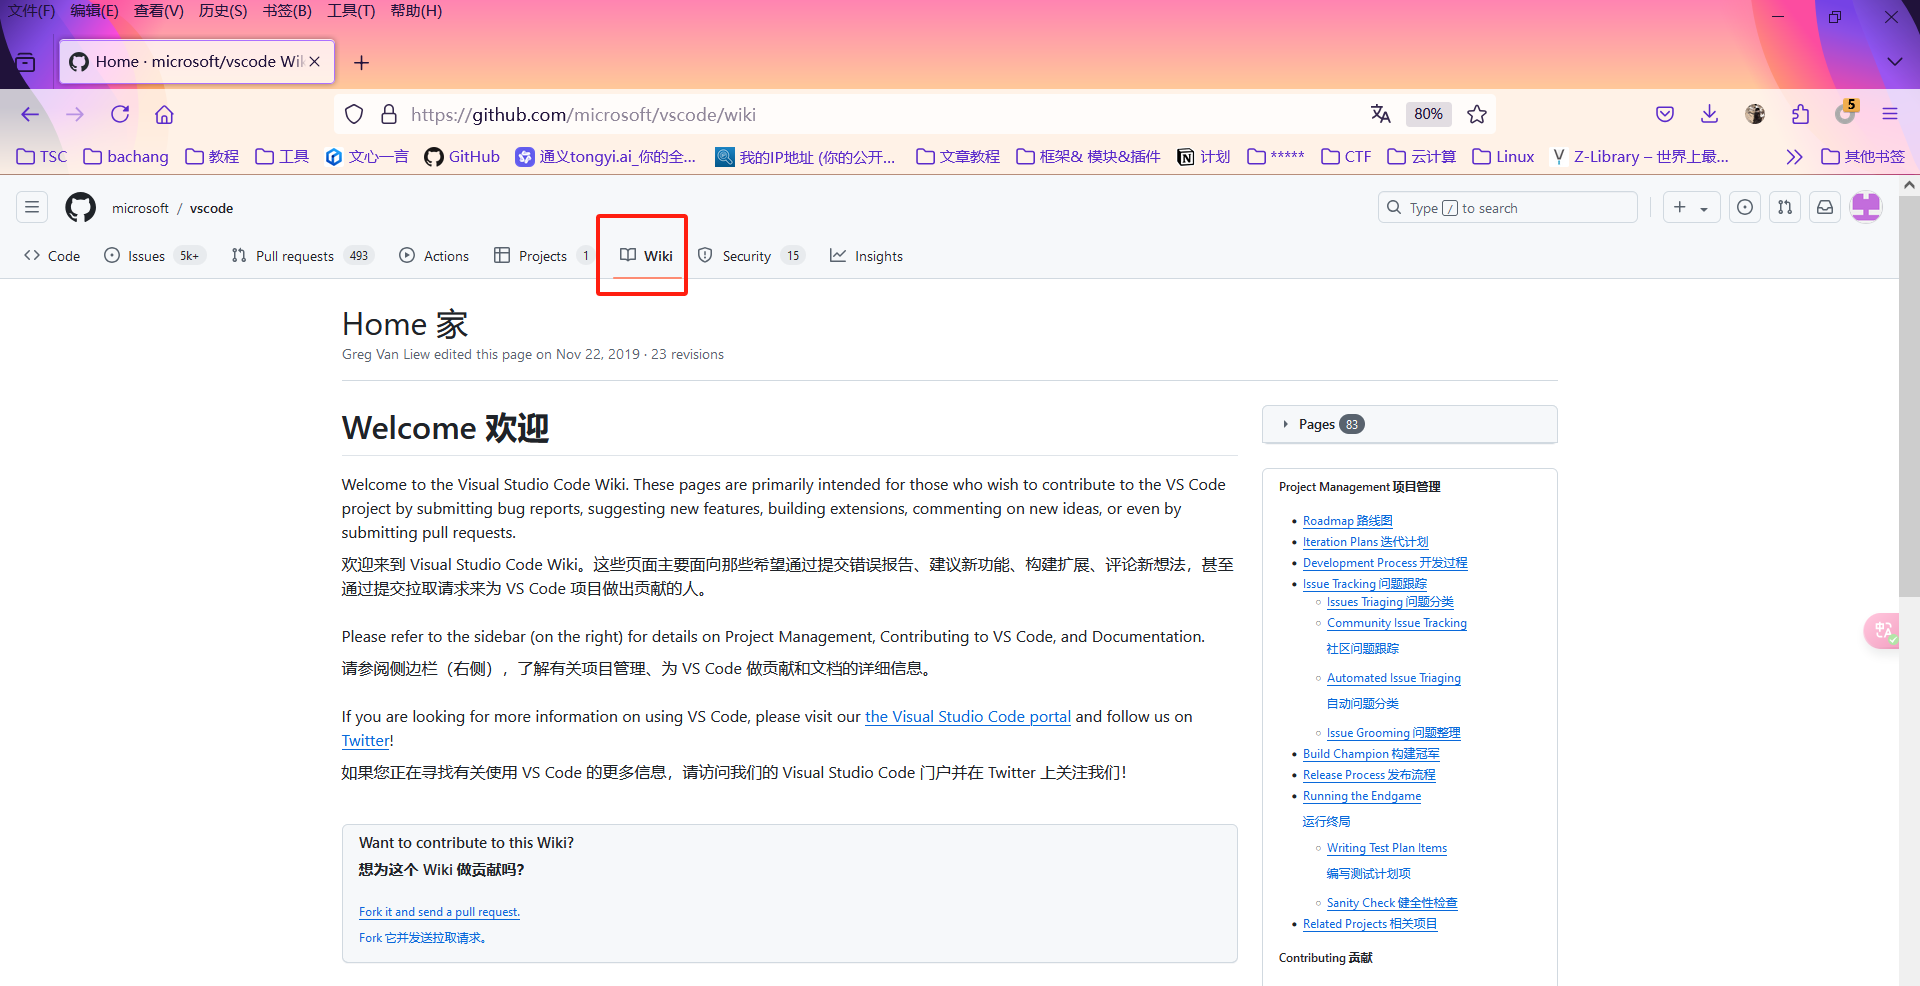 文件(F) 编辑(E) 查看(V) 历史(S) 书签(B) 工具(T) 帮助(H)
Home · microsoft/vscode Wi
https://github.com/microsoft/vscode/wiki
80%
5
TSC bachang 教程 工具 文心一言 GitHub 通义tongyi.ai_你的全... 我的IP地址 (你的公开... 文章教程 框架& 模块&插件 计划 ***** CTF 云计算 Linux Z-Library – 世界上最... 其他书签
microsoft / vscode
Type / to search
Code Issues 5k+ Pull requests 493 Actions Projects 1 Wiki Security 15 Insights
Home 家
Greg Van Liew edited this page on Nov 22, 2019 · 23 revisions
Welcome 欢迎
Welcome to the Visual Studio Code Wiki. These pages are primarily intended for those who wish to contribute to the VS Code
project by submitting bug reports, suggesting new features, building extensions, commenting on new ideas, or even by
submitting pull requests.
欢迎来到 Visual Studio Code Wiki。这些页面主要面向那些希望通过提交错误报告、建议新功能、构建扩展、评论新想法，甚至
通过提交拉取请求来为 VS Code 项目做出贡献的人。
Please refer to the sidebar (on the right) for details on Project Management, Contributing to VS Code, and Documentation.
请参阅侧边栏（右侧），了解有关项目管理、为 VS Code 做贡献和文档的详细信息。
If you are looking for more information on using VS Code, please visit our the Visual Studio Code portal and follow us on
Twitter!
如果您正在寻找有关使用 VS Code 的更多信息，请访问我们的 Visual Studio Code 门户并在 Twitter 上关注我们！
Want to contribute to this Wiki?
想为这个 Wiki 做贡献吗?
Fork it and send a pull request.
Fork 它并发送拉取请求。
Pages 83
Project Management 项目管理
Roadmap 路线图
Iteration Plans 迭代计划
Development Process 开发过程
Issue Tracking 问题跟踪
Issues Triaging 问题分类
Community Issue Tracking
社区问题跟踪
Automated Issue Triaging
自动问题分类
Issue Grooming 问题整理
Build Champion 构建冠军
Release Process 发布流程
Running the Endgame
运行终局
Writing Test Plan Items
编写测试计划项
Sanity Check 健全性检查
Related Projects 相关项目
Contributing 贡献